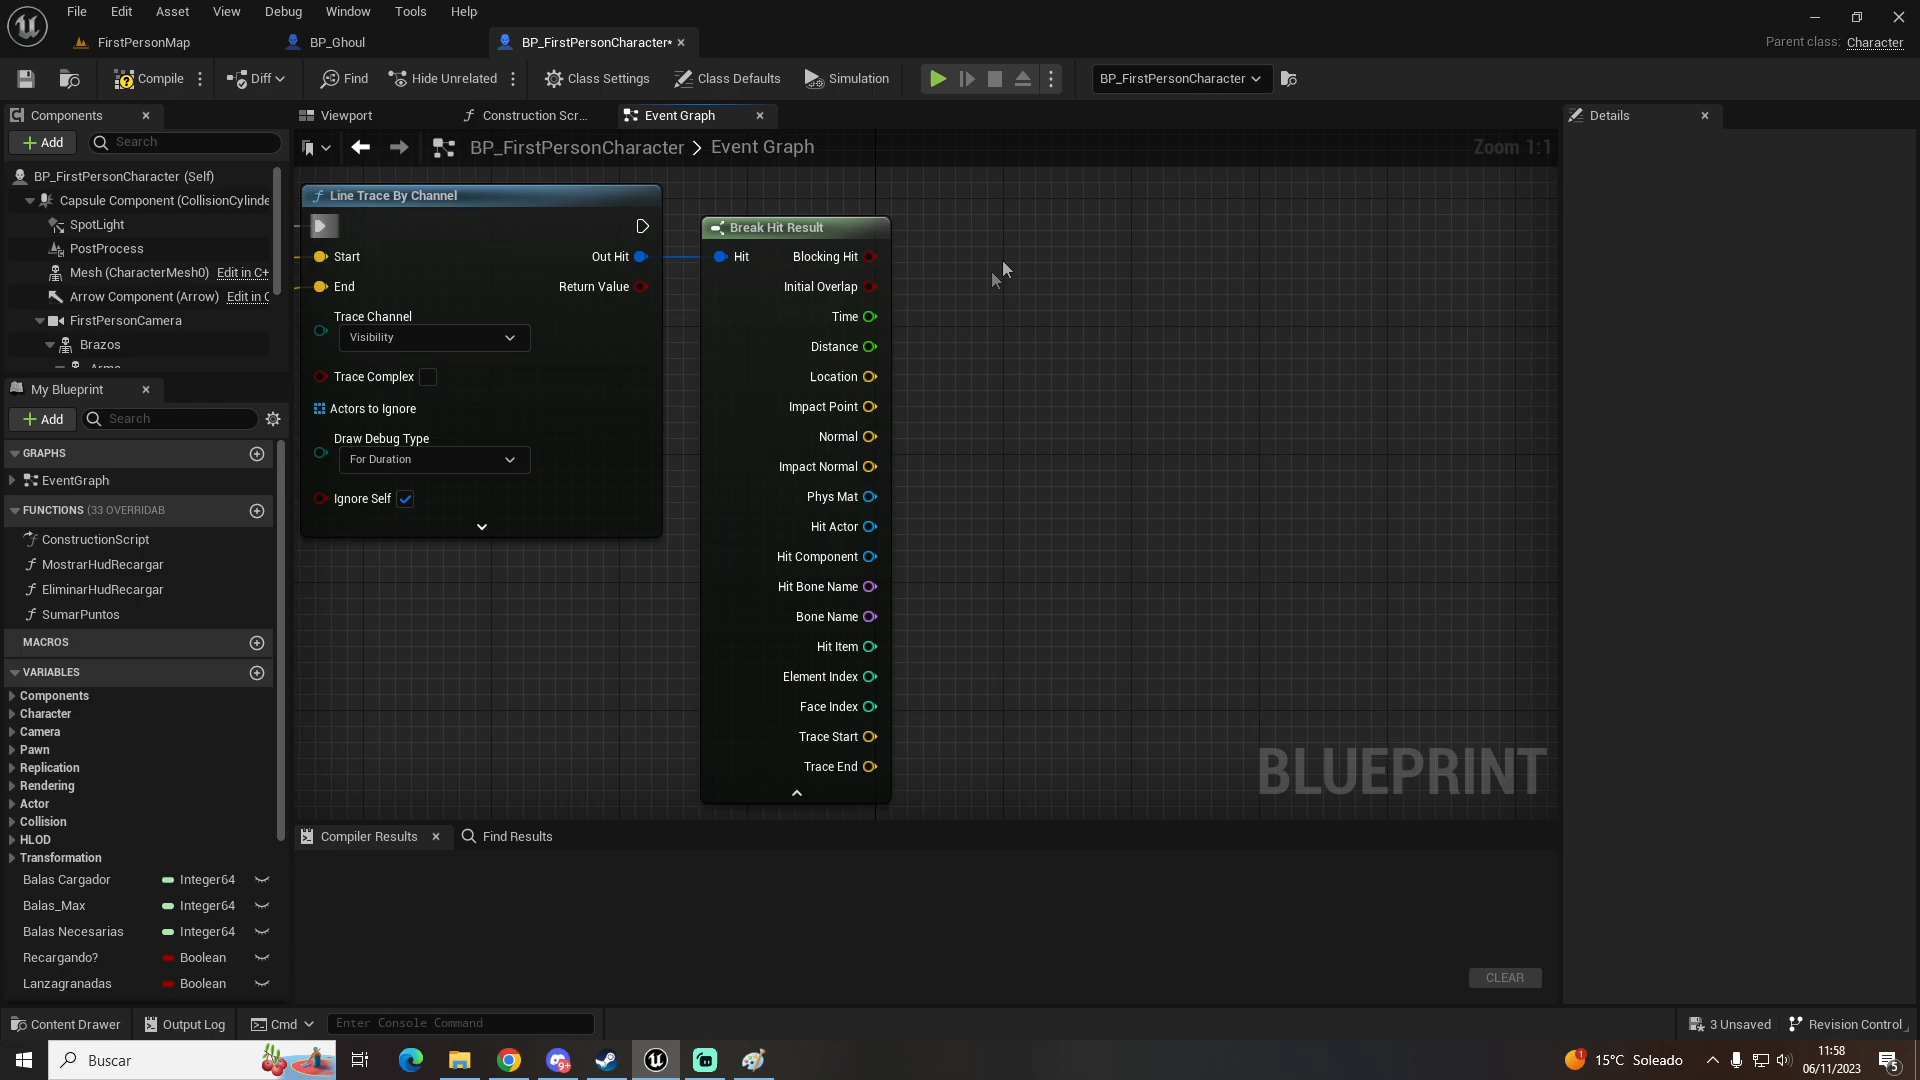 File Edit Asset View Debug Window Tools Help
FirstPersonMap BP_Ghoul BP_FirstPersonCharacter*
Parent class: Character
Compile Diff Find Hide Unrelated Class Settings Class Defaults Simulation BP_FirstPersonCharacter
Components
Add Search
BP_FirstPersonCharacter (Self)
Capsule Component (CollisionCylinde
SpotLight
PostProcess
Mesh (CharacterMesh0) Edit in C+
Arrow Component (Arrow) Edit in C
FirstPersonCamera
Brazos
Arms
My Blueprint
Add Search
GRAPHS
EventGraph
FUNCTIONS (33 OVERRIDAB
ConstructionScript
MostrarHudRecargar
EliminarHudRecargar
SumarPuntos
MACROS
VARIABLES
Components
Character
Camera
Pawn
Replication
Rendering
Actor
Collision
HLOD
Transformation
Balas Cargador Integer64
Balas_Max Integer64
Balas Necesarias Integer64
Recargando? Boolean
Lanzagranadas Boolean
Viewport Construction Scr... Event Graph
BP_FirstPersonCharacter > Event Graph
Zoom 1:1
Line Trace By Channel
Start Out Hit
End Return Value
Trace Channel
Visibility
Trace Complex
Actors to Ignore
Draw Debug Type
For Duration
Ignore Self
Break Hit Result
Hit Blocking Hit
Initial Overlap
Time
Distance
Location
Impact Point
Normal
Impact Normal
Phys Mat
Hit Actor
Hit Component
Hit Bone Name
Bone Name
Hit Item
Element Index
Face Index
Trace Start
Trace End
BLUEPRINT
Compiler Results Find Results
CLEAR
Details
Content Drawer Output Log Cmd Enter Console Command
3 Unsaved Revision Control
Buscar
9+
1
15°C Soleado
11:58
06/11/2023
5